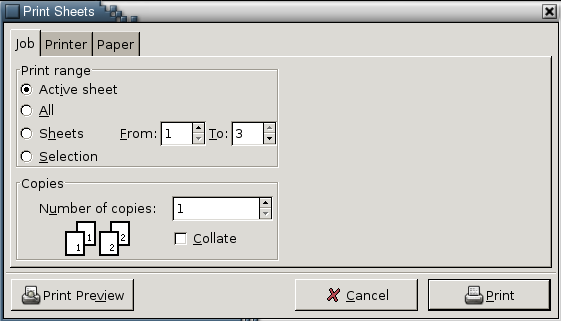 Print Sheets
Job Printer Paper
Print range
Active sheet
All
Sheets From: 1 To: 3
Selection
Copies
Number of copies: 1
1 1 2 2 Collate
Print Preview Cancel Print